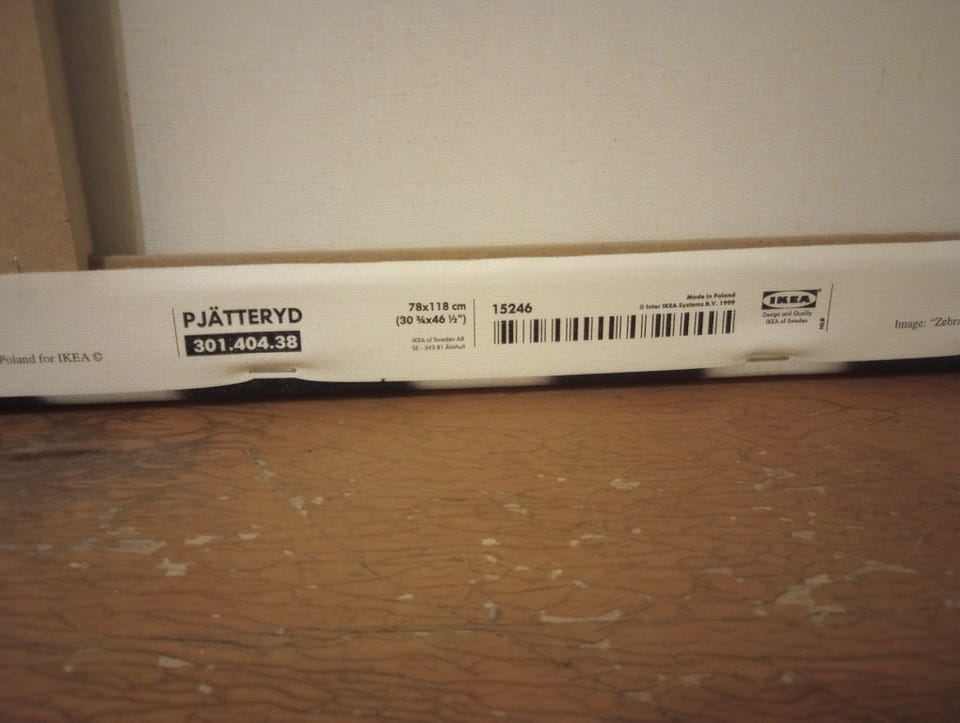 Poland for IKEA ©
PJÄTTERYD
301.404.38
78x118 cm
(30 ¾x46 ½")
IKEA of Sweden AB
SE - 343 81 Älmhult
15246
Made in Poland
© Inter IKEA Systems B.V. 1999
IKEA®
Design and Quality
IKEA of Sweden
Image: "Zebra